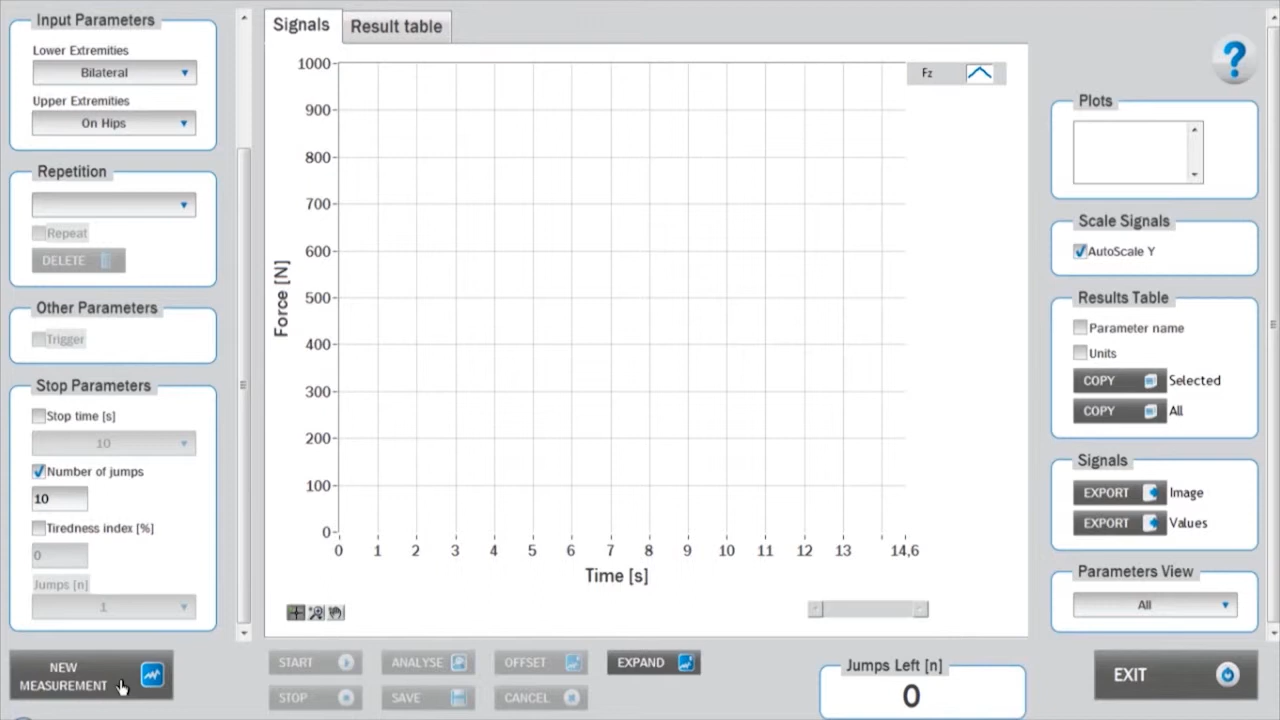 Input Parameters
Lower Extremities
Bilateral
Upper Extremities
On Hips
Repetition
Repeat
DELETE
Other Parameters
Trigger
Stop Parameters
Stop time [s]
10
Number of jumps
10
Tiredness index [%]
0
Jumps [n]
1
NEW
MEASUREMENT
Signals
Result table
Fz
Force [N]
1000
900
800
700
600
500
400
300
200
100
0
0 1 2 3 4 5 6 7 8 9 10 11 12 13 14,6
Time [s]
START
ANALYSE
OFFSET
EXPAND
STOP
SAVE
CANCEL
Jumps Left [n]
0
?
Plots
Scale Signals
AutoScale Y
Results Table
Parameter name
Units
COPY Selected
COPY All
Signals
EXPORT Image
EXPORT Values
Parameters View
All
EXIT